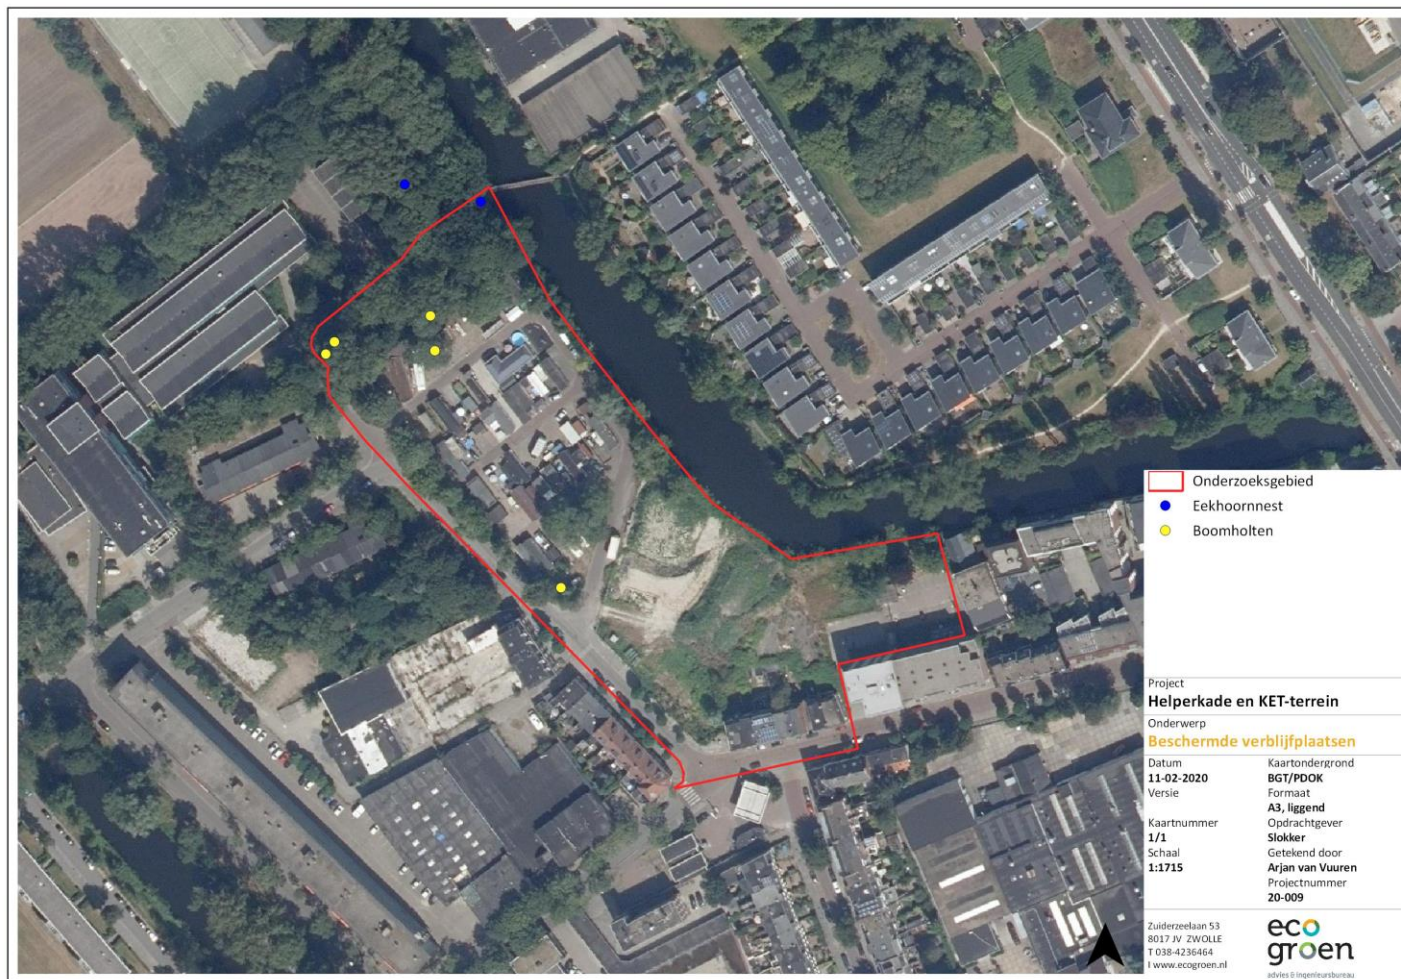 Onderzoeksgebied
Eekhoornnest
Boomholten
Project
Helperkade en KET-terrein
Onderwerp
Beschermde verblijfplaatsen
Datum
11-02-2020
Versie
Kaartnummer
1/1
Schaal
1:1715
Kaartondergrond
BGT/PDOK
Formaat
A3, liggend
Opdrachtgever
Slokker
Getekend door
Arjan van Vuuren
Projectnummer
20-009
Zuiderzeelaan 53
8017 JV ZWOLLE
T 038-4236464
I www.ecogroen.nl
eco
groen
advies & ingenieursbureau